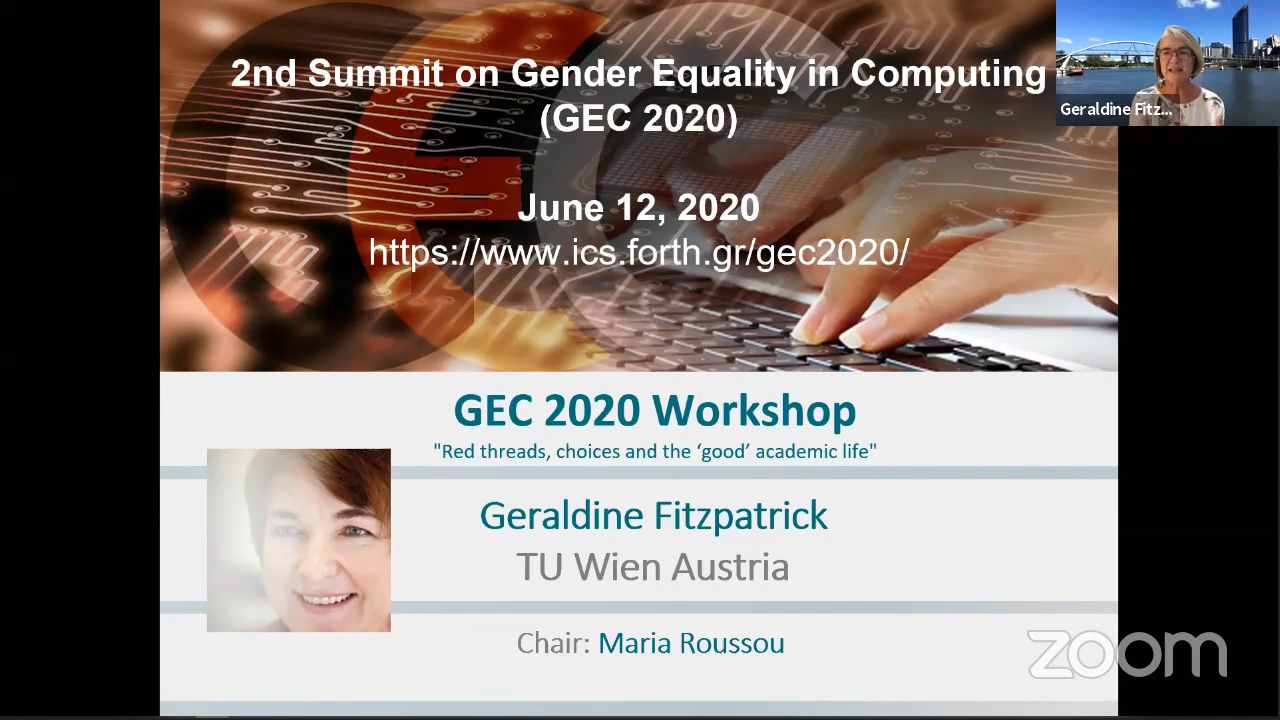 2nd Summit on Gender Equality in Computing
(GEC 2020)
Geraldine Fitz...
June 12, 2020
https://www.ics.forth.gr/gec2020/
GEC 2020 Workshop
"Red threads, choices and the ‘good’ academic life"
Geraldine Fitzpatrick
TU Wien Austria
Chair: Maria Roussou
zoom